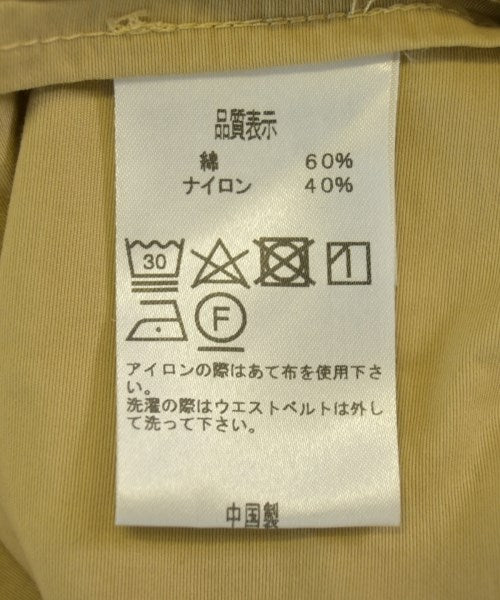 品質表示
綿 60%
ナイロン 40%
30
F
アイロンの際はあて布を使用下さ
い。
洗濯の際はウエストベルトは外し
て洗って下さい。
中国製